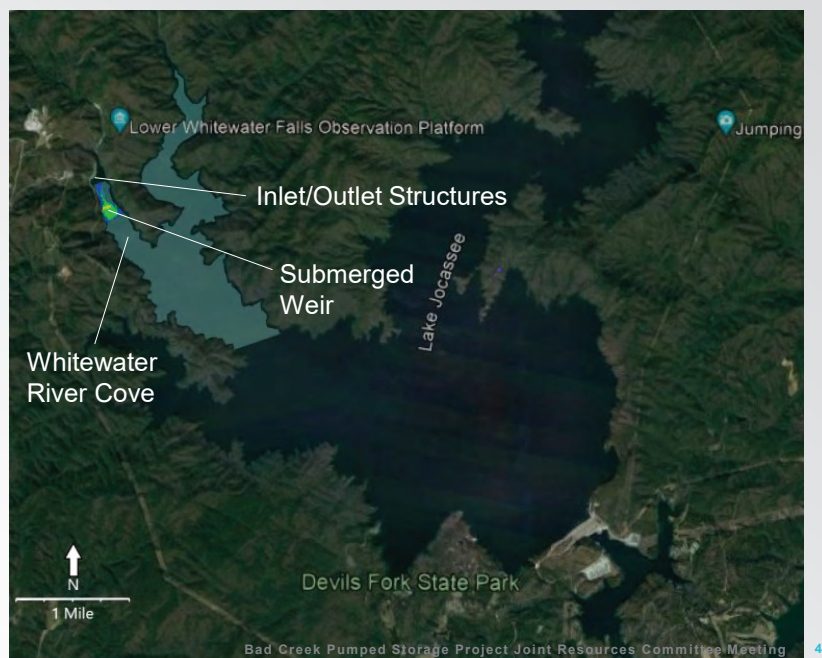 Lower Whitewater Falls Observation Platform
Jumping
Inlet/Outlet Structures
Lake Jocassee
Submerged
Weir
Whitewater
River Cove
N
1 Mile
Devils Fork State Park
Bad Creek Pumped Storage Project Joint Resources Committee Meeting 4